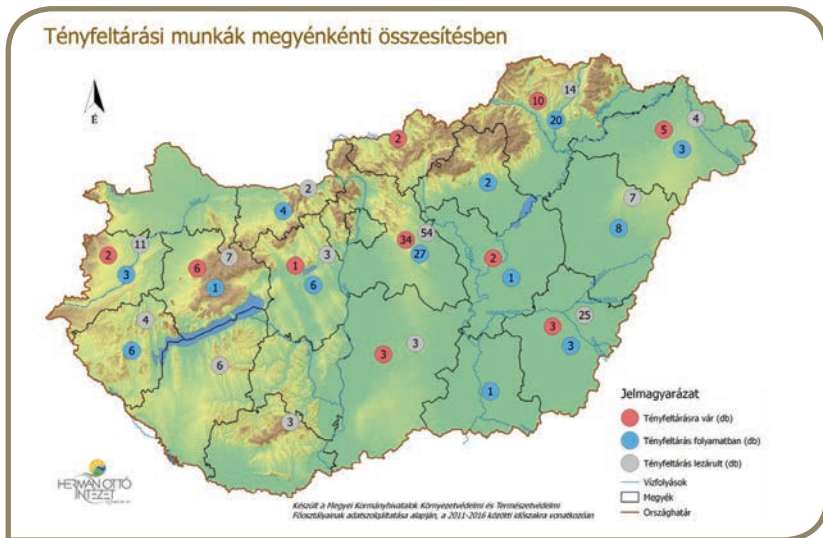 Tényfeltárási munkák megyénkénti összesítésben
É
10
14
20
2
5
4
3
2
2
4
7
8
11
2
3
7
6
1
3
1
6
54
34
27
2
1
4
6
6
3
3
3
25
3
3
1
Jelmagyarázat
Tényfeltárásra vár (db)
Tényfeltárás folyamatban (db)
Tényfeltárás lezárult (db)
Vízfolyások
Megyék
Országhatár
HERMAN OTTÓ
INTÉZET
Készült a Megyei Kormányhivatalok Környezetvédelmi és Természetvédelmi
Főosztályainak adatszolgáltatása alapján, a 2011-2016 közötti időszakra vonatkozóan